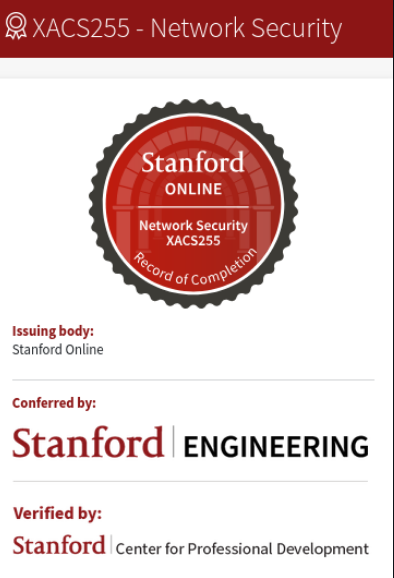 XACS255 - Network Security
Stanford
ONLINE
Network Security
XACS255
Record of Completion
Issuing body:
Stanford Online
Conferred by:
Stanford ENGINEERING
Verified by:
Stanford Center for Professional Development